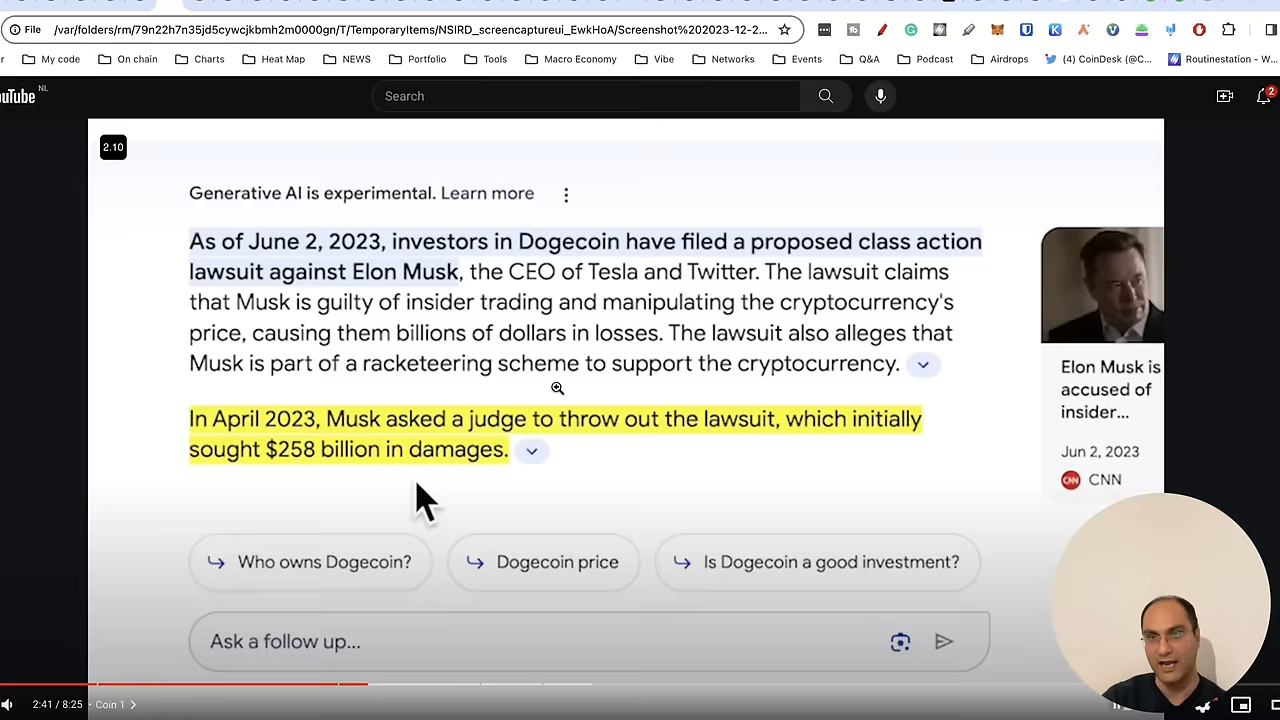 File /var/folders/rm/79n22h7n35jd5cywcjkbmh2m0000gn/T/TemporaryItems/NSIRD_screencaptureui_EwkHoA/Screenshot%202023-12-2...
My code On chain Charts Heat Map NEWS Portfolio Tools Macro Economy Vibe Networks Events Q&A Podcast Airdrops (4) CoinDesk (@C... Routinestation - W...
ouTube NL
Search
2
2.10
Generative AI is experimental. Learn more
As of June 2, 2023, investors in Dogecoin have filed a proposed class action
lawsuit against Elon Musk, the CEO of Tesla and Twitter. The lawsuit claims
that Musk is guilty of insider trading and manipulating the cryptocurrency's
price, causing them billions of dollars in losses. The lawsuit also alleges that
Musk is part of a racketeering scheme to support the cryptocurrency.
In April 2023, Musk asked a judge to throw out the lawsuit, which initially
sought $258 billion in damages.
Elon Musk is
accused of
insider...
Jun 2, 2023
CNN CNN
Who owns Dogecoin? Dogecoin price Is Dogecoin a good investment?
Ask a follow up...
2:41 / 8:25 • Coin 1